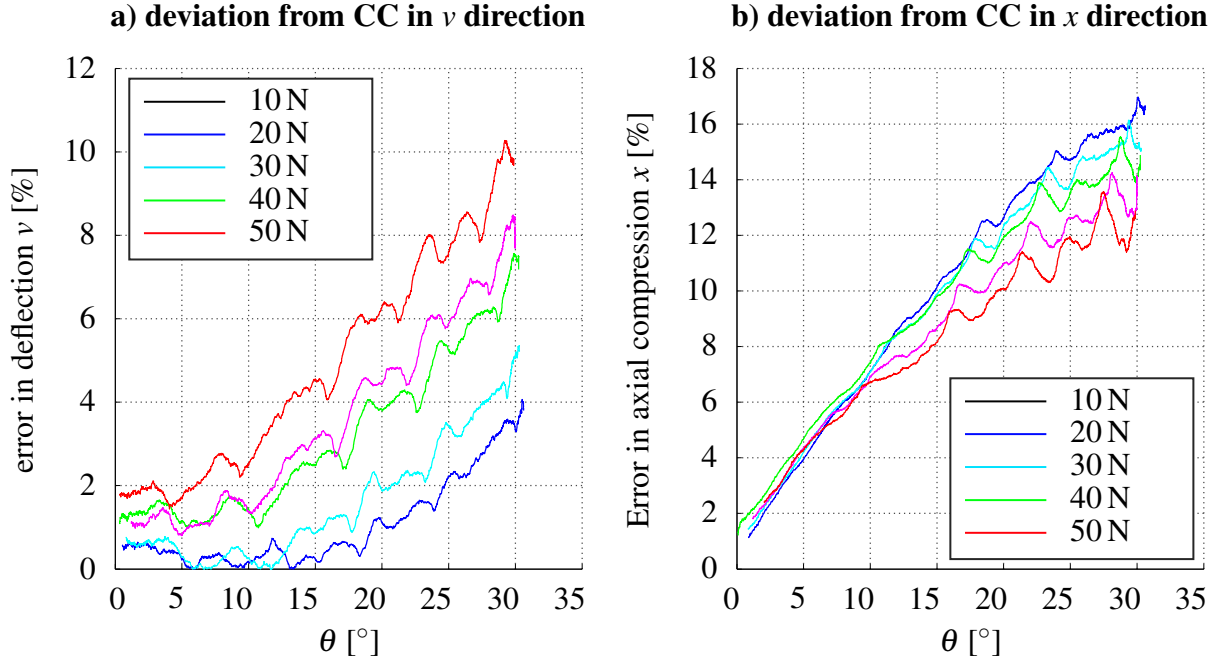 a) deviation from CC in v direction
12
10
8
6
4
2
0
error in deflection v [%]
10 N
20 N
30 N
40 N
50 N
0 5 10 15 20 25 30 35
θ [°]
b) deviation from CC in x direction
18
16
14
12
10
8
6
4
2
0
Error in axial compression x [%]
10 N
20 N
30 N
40 N
50 N
0 5 10 15 20 25 30 35
θ [°]